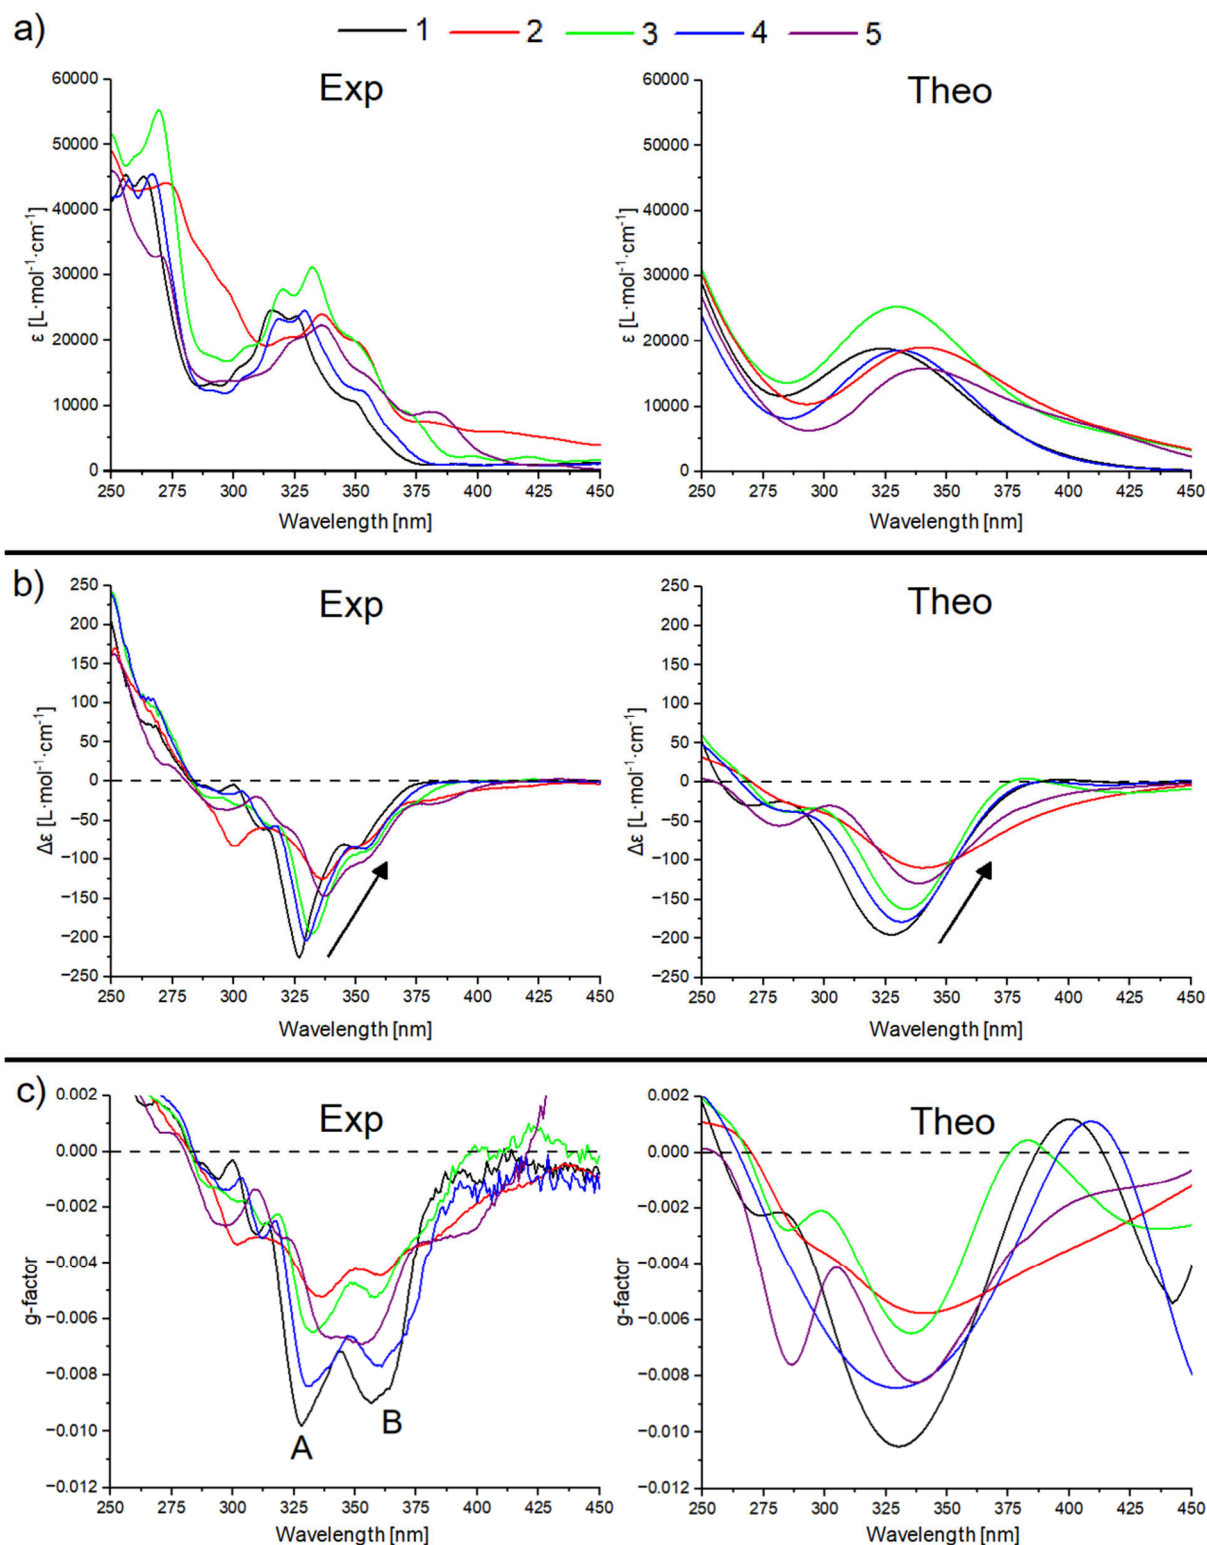 a)
1 2 3 4 5
Exp
60000
50000
40000
30000
20000
10000
0
ε [L·mol⁻¹·cm⁻¹]
250 275 300 325 350 375 400 425 450
Wavelength [nm]
Theo
60000
50000
40000
30000
20000
10000
0
ε [L·mol⁻¹·cm⁻¹]
250 275 300 325 350 375 400 425 450
Wavelength [nm]
b)
Exp
250
200
150
100
50
0
−50
−100
−150
−200
−250
Δε [L·mol⁻¹·cm⁻¹]
250 275 300 325 350 375 400 425 450
Wavelength [nm]
Theo
250
200
150
100
50
0
−50
−100
−150
−200
−250
Δε [L·mol⁻¹·cm⁻¹]
250 275 300 325 350 375 400 425 450
Wavelength [nm]
c)
Exp
0.002
0.000
−0.002
−0.004
−0.006
−0.008
−0.010
−0.012
g-factor
A
B
250 275 300 325 350 375 400 425 450
Wavelength [nm]
Theo
0.002
0.000
−0.002
−0.004
−0.006
−0.008
−0.010
−0.012
g-factor
250 275 300 325 350 375 400 425 450
Wavelength [nm]